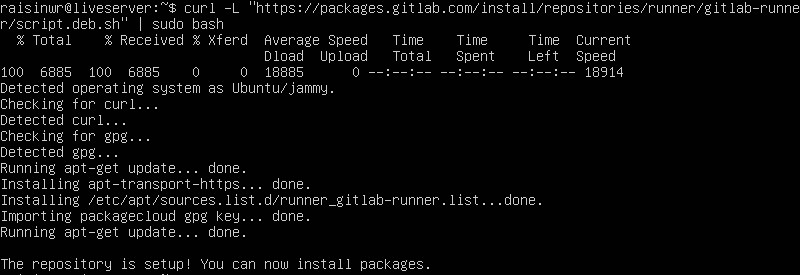 raisinwr@liveserver:~$ curl -L "https://packages.gitlab.com/install/repositories/runner/gitlab-runne
r/script.deb.sh" | sudo bash
  % Total    % Received % Xferd  Average Speed   Time    Time     Time  Current
                                 Dload  Upload   Total   Spent    Left  Speed
100  6885  100  6885    0     0  18885      0 --:--:-- --:--:-- --:--:-- 18914
Detected operating system as Ubuntu/jammy.
Checking for curl...
Detected curl...
Checking for gpg...
Detected gpg...
Running apt-get update... done.
Installing apt-transport-https... done.
Installing /etc/apt/sources.list.d/runner_gitlab-runner.list...done.
Importing packagecloud gpg key... done.
Running apt-get update... done.

The repository is setup! You can now install packages.